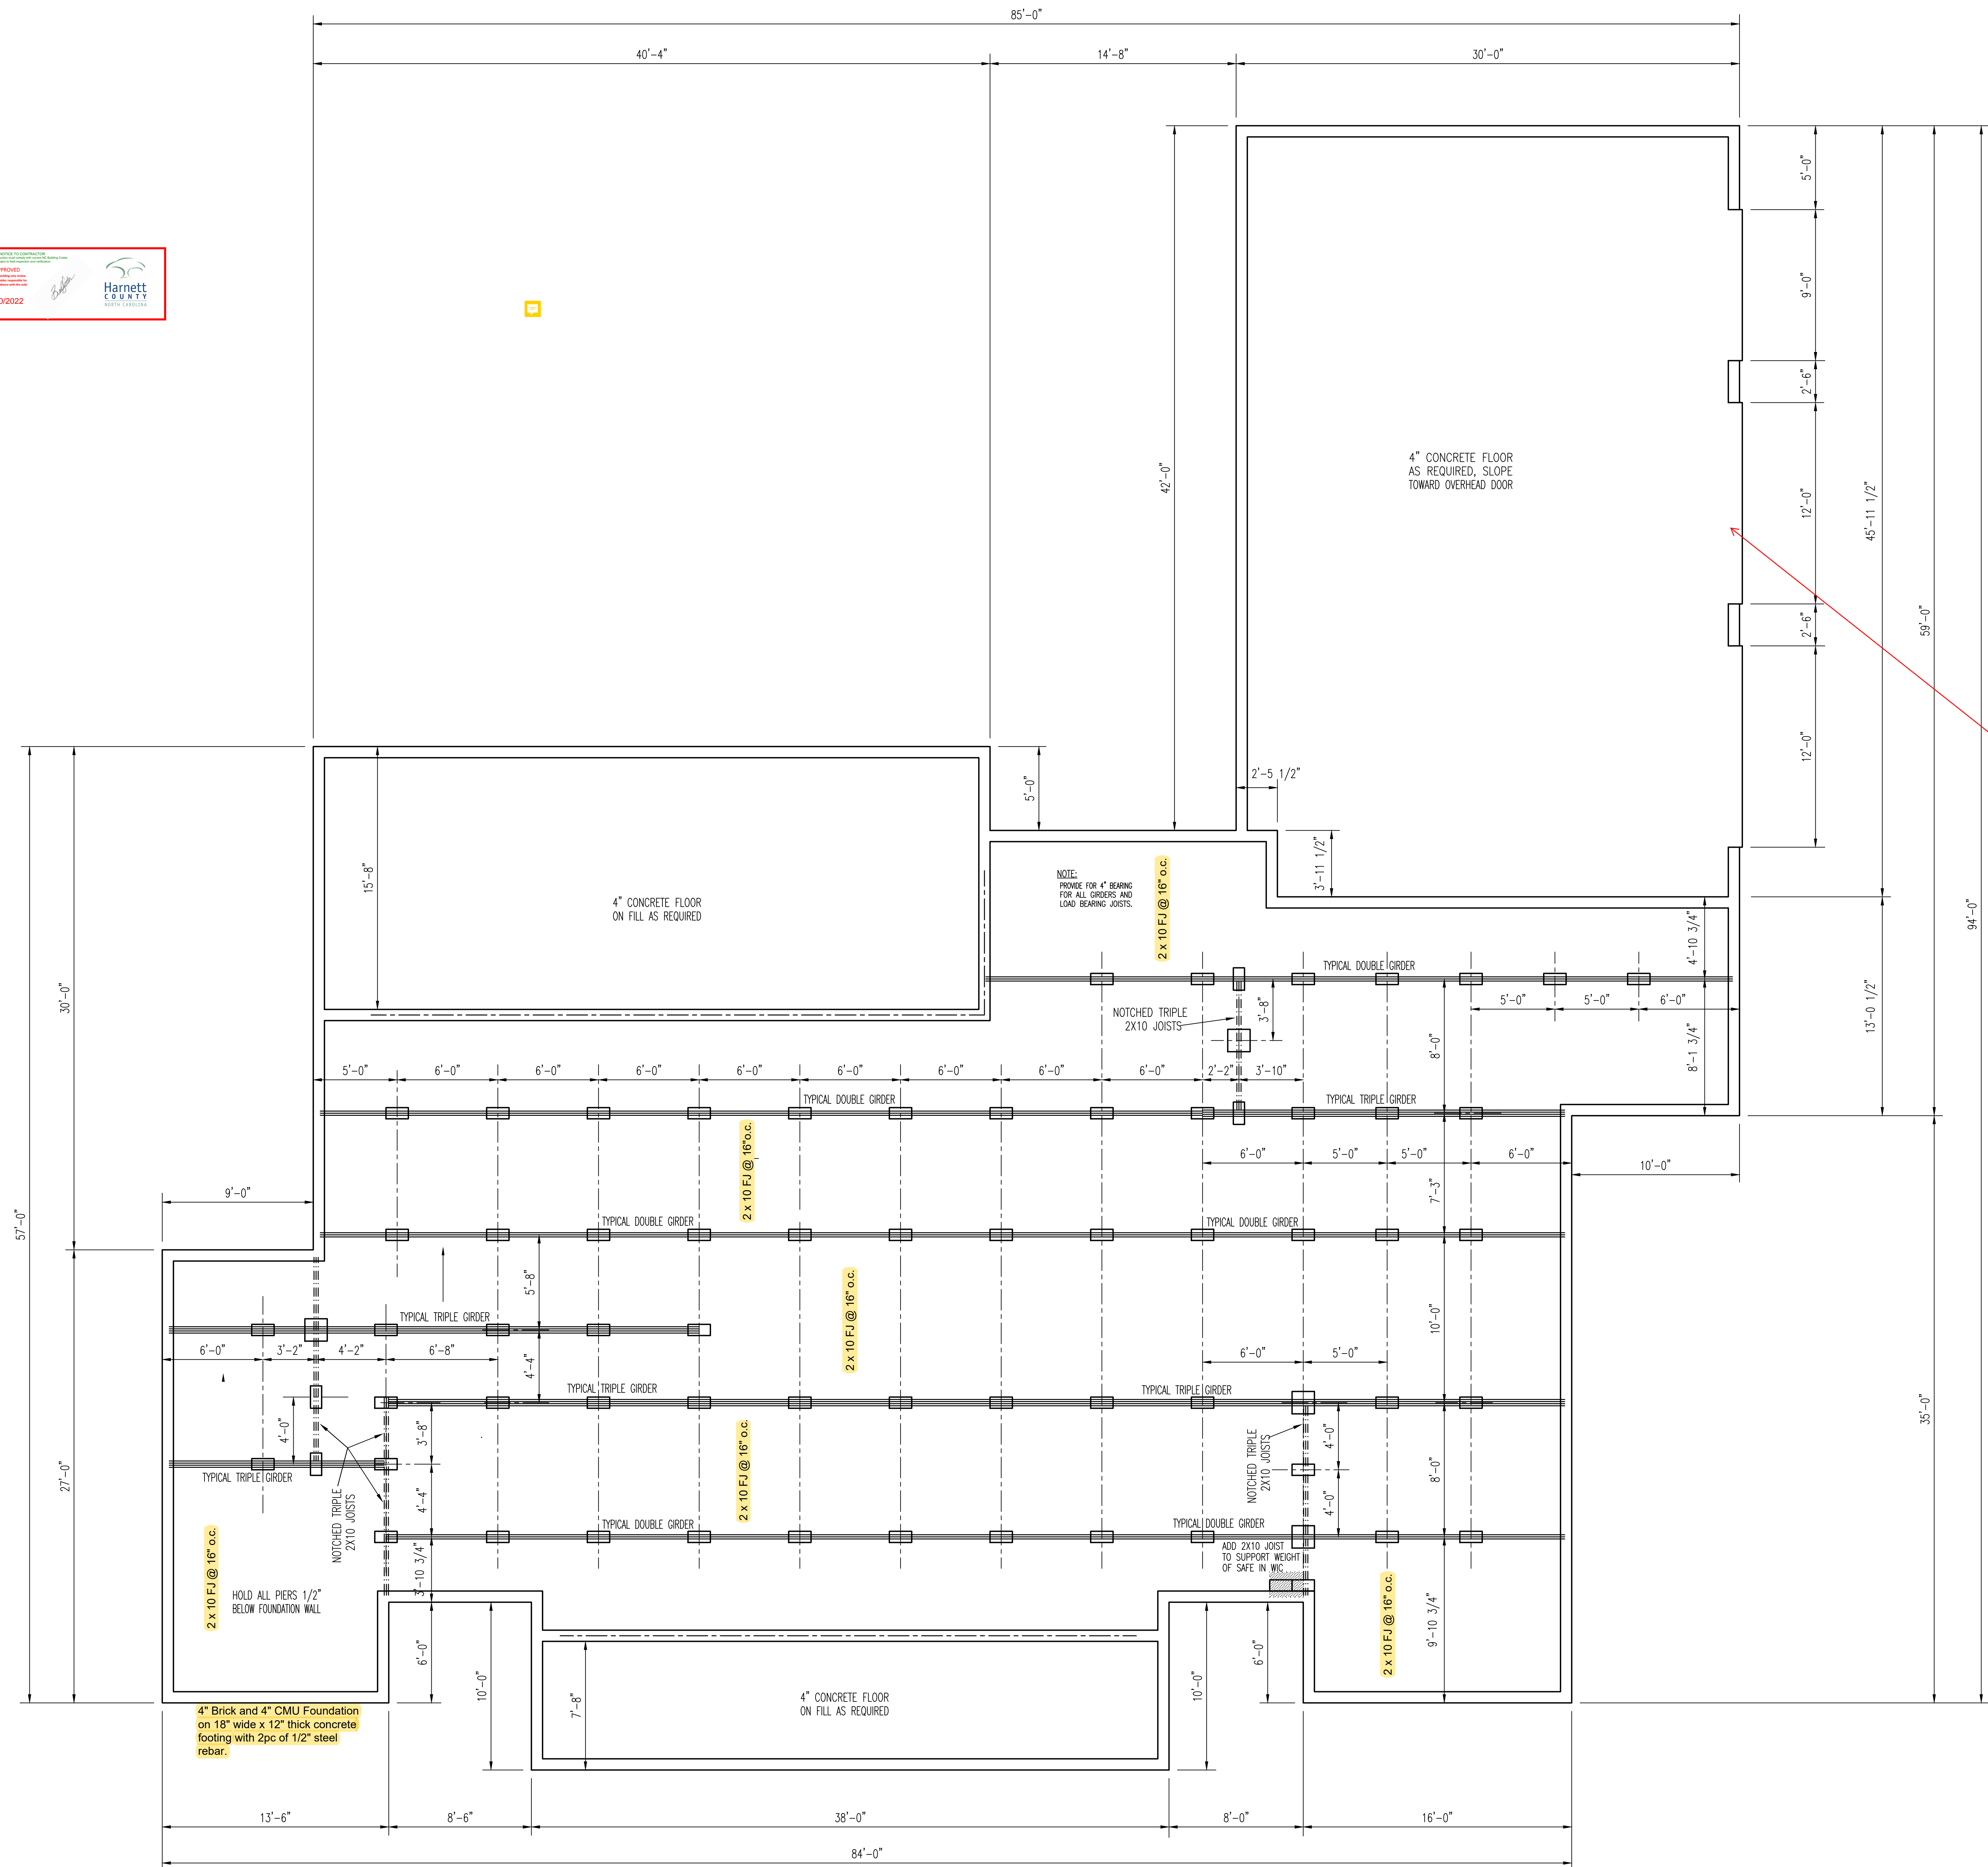 85'-0"
40'-4"
14'-8"
30'-0"
NOTICE TO CONTRACTOR
Harnett
COUNTY
NORTH CAROLINA
42'-0"
5'-0"
9'-0"
2'-6"
12'-0"
2'-6"
12'-0"
45'-11 1/2"
59'-0"
94'-0"
4" CONCRETE FLOOR
AS REQUIRED, SLOPE
TOWARD OVERHEAD DOOR
57'-0"
30'-0"
27'-0"
15'-8"
5'-0"
2'-5 1/2"
3'-11 1/2"
4" CONCRETE FLOOR
ON FILL AS REQUIRED
NOTE:
PROVIDE FOR 4" BEARING
FOR ALL GIRDERS AND
LOAD BEARING JOISTS.
2 x 10 FJ @ 16" o.c.
4'-10 3/4"
13'-0 1/2"
8'-1 3/4"
TYPICAL DOUBLE GIRDER
5'-0"
5'-0"
6'-0"
NOTCHED TRIPLE
2X10 JOISTS
3'-8"
8'-0"
5'-0"
6'-0"
6'-0"
6'-0"
6'-0"
6'-0"
6'-0"
6'-0"
6'-0"
2'-2"
3'-10"
TYPICAL DOUBLE GIRDER
TYPICAL TRIPLE GIRDER
2 x 10 FJ @ 16"o.c.
6'-0"
5'-0"
5'-0"
6'-0"
10'-0"
9'-0"
7'-3"
TYPICAL DOUBLE GIRDER
TYPICAL DOUBLE GIRDER
5'-8"
2 x 10 FJ @ 16" o.c.
10'-0"
TYPICAL TRIPLE GIRDER
6'-0"
3'-2"
4'-2"
6'-8"
4'-4"
6'-0"
5'-0"
TYPICAL TRIPLE GIRDER
TYPICAL TRIPLE GIRDER
4'-0"
3'-8"
2 x 10 FJ @ 16" o.c.
NOTCHED TRIPLE
2X10 JOISTS
4'-0"
8'-0"
35'-0"
TYPICAL TRIPLE GIRDER
NOTCHED TRIPLE
2X10 JOISTS
4'-4"
4'-0"
TYPICAL DOUBLE GIRDER
TYPICAL DOUBLE GIRDER
ADD 2X10 JOIST
TO SUPPORT WEIGHT
OF SAFE IN WIC
2 x 10 FJ @ 16" o.c.
3'-10 3/4"
HOLD ALL PIERS 1/2"
BELOW FOUNDATION WALL
2 x 10 FJ @ 16" o.c.
9'-10 3/4"
6'-0"
10'-0"
7'-8"
4" CONCRETE FLOOR
ON FILL AS REQUIRED
10'-0"
6'-0"
4" Brick and 4" CMU Foundation
on 18" wide x 12" thick concrete
footing with 2pc of 1/2" steel
rebar.
13'-6"
8'-6"
38'-0"
8'-0"
16'-0"
84'-0"